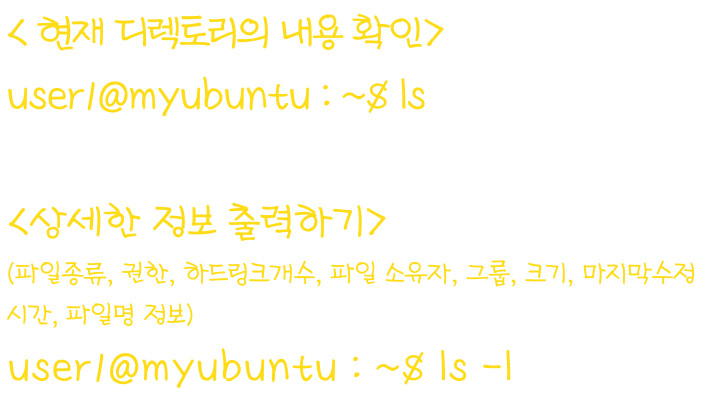 < 현재 디렉토리의 내용 확인>
user1@myubuntu : ~$ ls
<상세한 정보 출력하기>
(파일종류, 권한, 하드링크개수, 파일 소유자, 그룹, 크기, 마지막수정
시간, 파일명 정보)
user1@myubuntu : ~$ ls -l